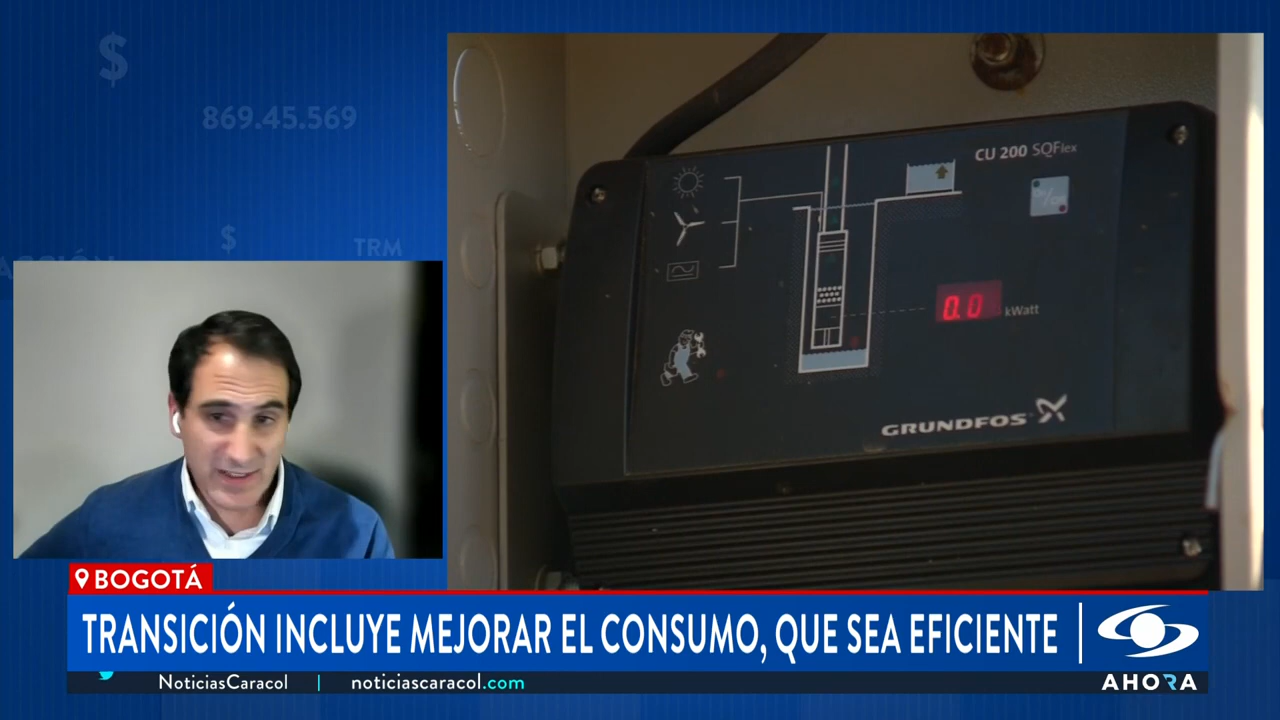 $
869.45.569
$
TRM
CU 200 SQFlex
0.0 kWatt
GRUNDFOS
BOGOTÁ
TRANSICIÓN INCLUYE MEJORAR EL CONSUMO, QUE SEA EFICIENTE
NoticiasCaracol | noticiascaracol.com
AHORA